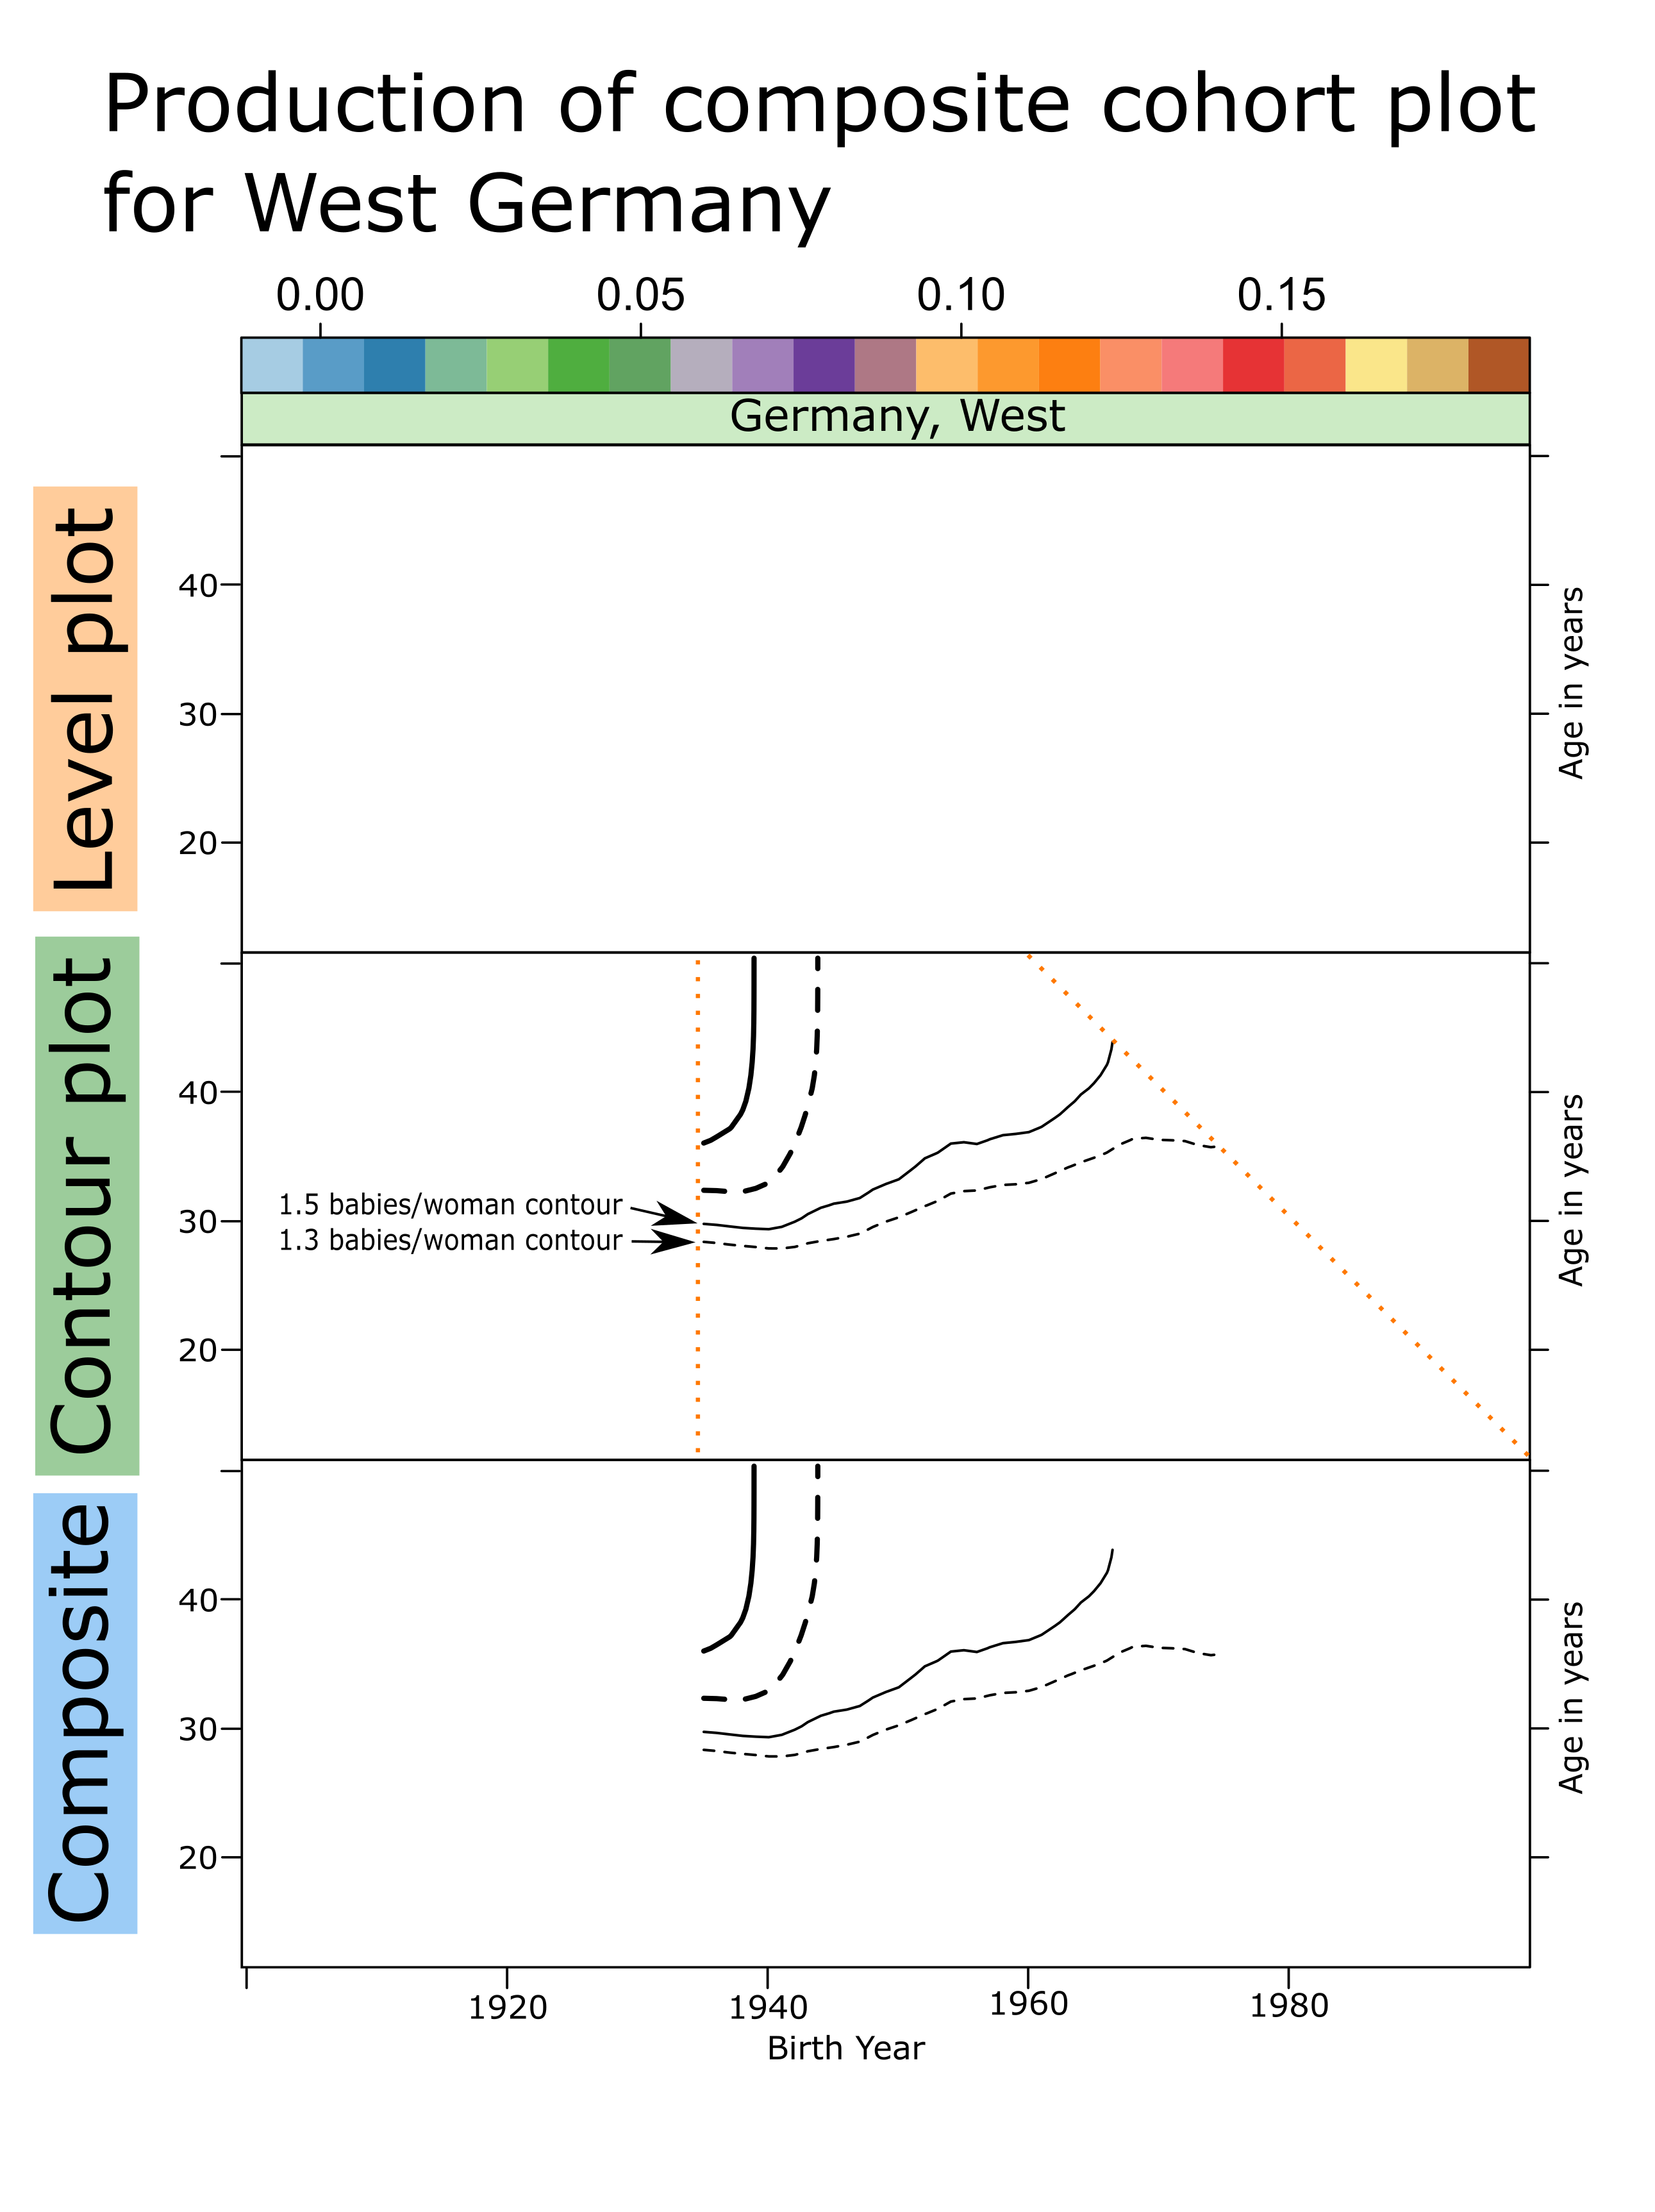 Production of composite cohort plot
for West Germany
0.00 0.05 0.10 0.15
Germany, West
Level plot
40
30
20
Age in years
Contour plot
40
30
20
1.5 babies/woman contour
1.3 babies/woman contour
Age in years
Composite
40
30
20
Age in years
1920 1940 1960 1980
Birth Year